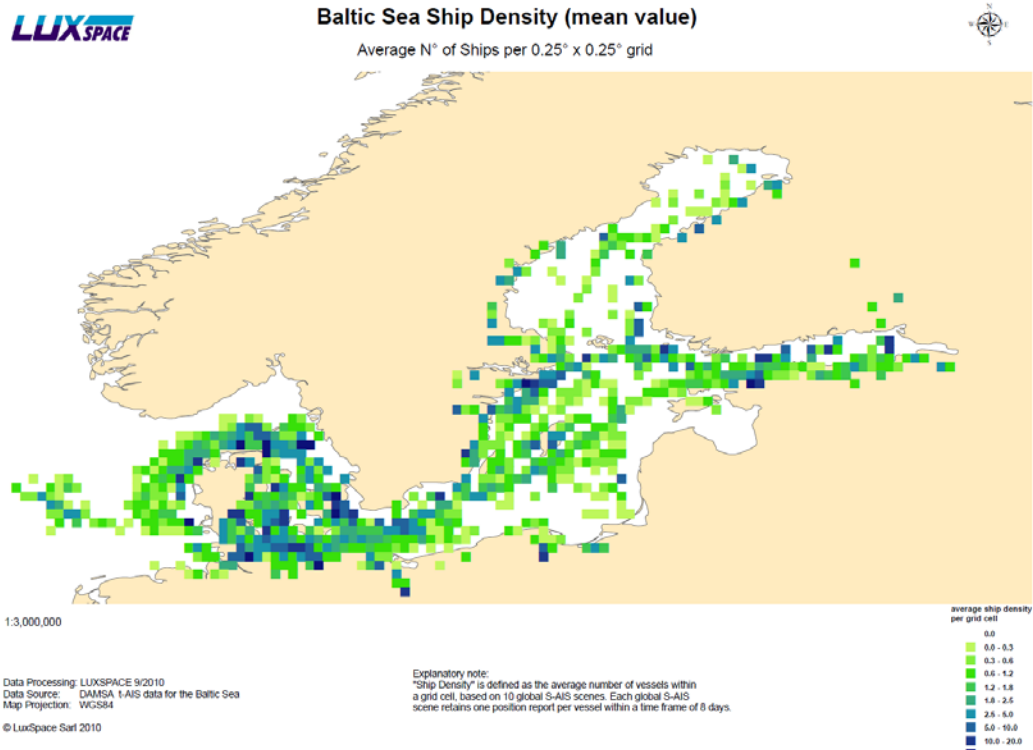 LUXSPACE
Baltic Sea Ship Density (mean value)
Average N° of Ships per 0.25° x 0.25° grid
N
W
E
S
1:3,000,000
average ship density
per grid cell
0.0
0.0 - 0.3
0.3 - 0.6
0.6 - 1.2
1.2 - 1.8
1.8 - 2.5
2.5 - 5.0
5.0 - 10.0
10.0 - 20.0
Data Processing: LUXSPACE 9/2010
Data Source: DAMSA t-AIS data for the Baltic Sea
Map Projection: WGS84
© LuxSpace Sarl 2010
Explanatory note:
"Ship Density" is defined as the average number of vessels within
a grid cell, based on 10 global S-AIS scenes. Each global S-AIS
scene retains one position report per vessel within a time frame of 8 days.